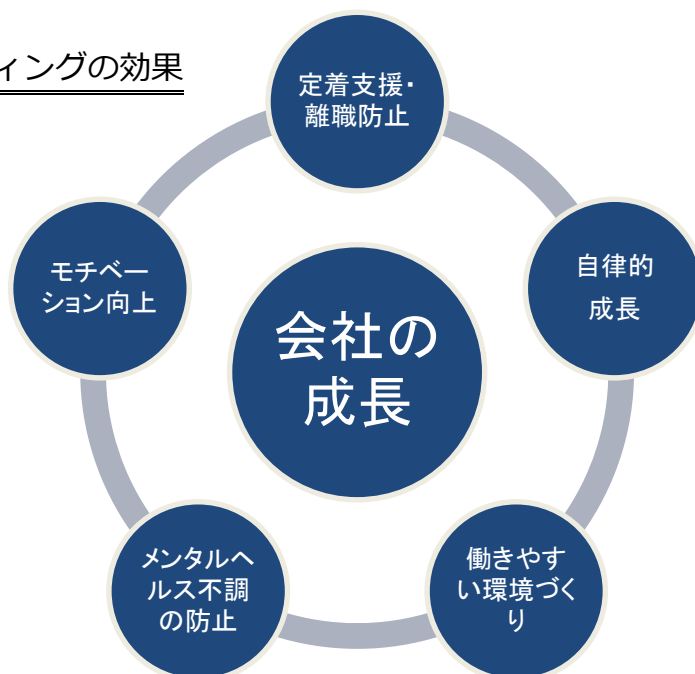 ィングの効果
定着支援・
離職防止
モチベー
ション向上
自律的
成長
会社の
成長
メンタルヘ
ルス不調
の防止
働きやす
い環境づく
り